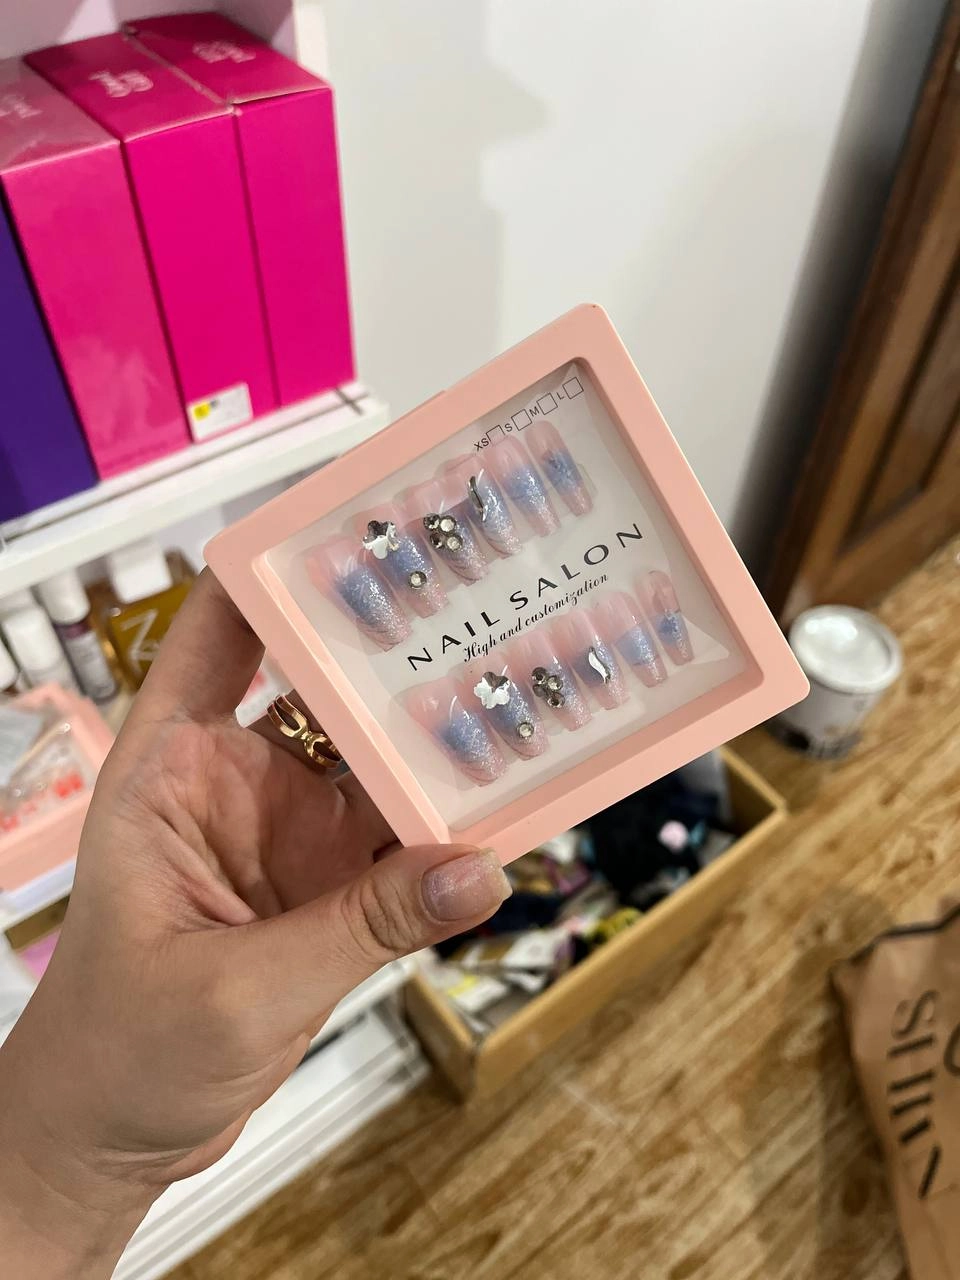 XS S M L
NAIL SALON
High and customization